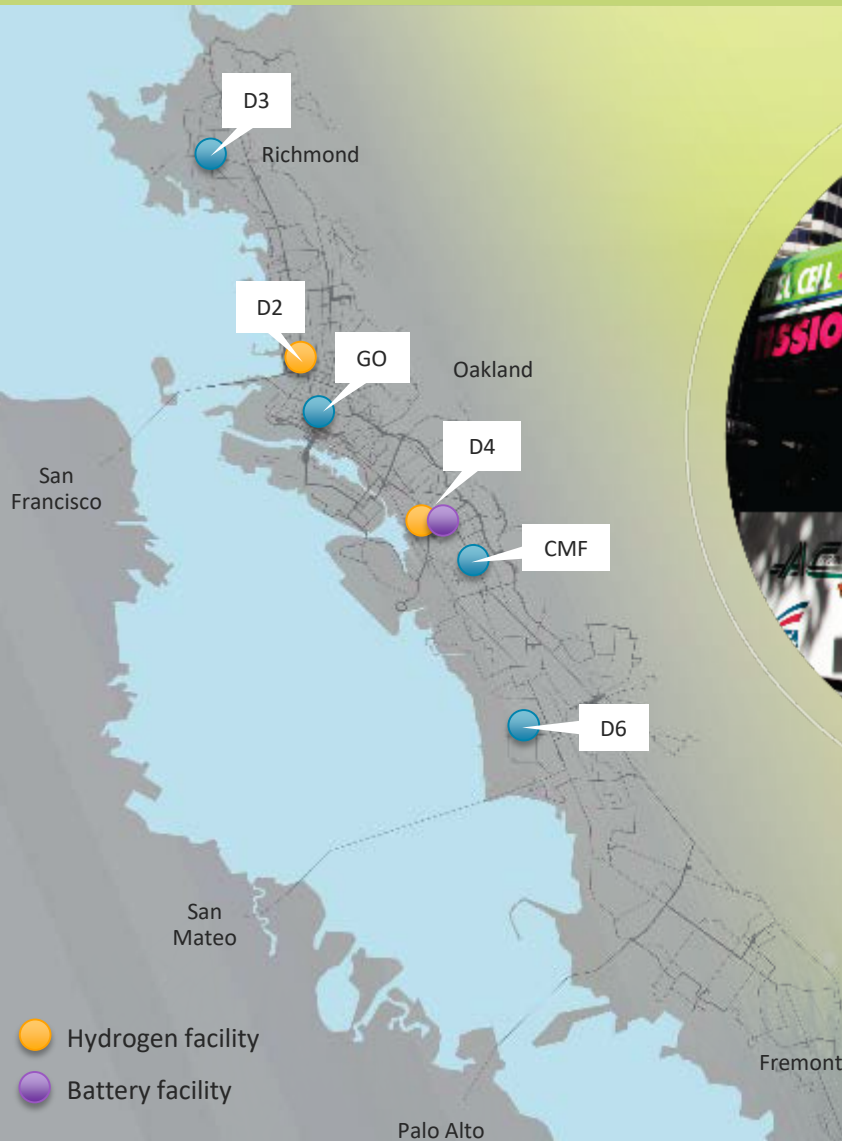 D3
Richmond
D2
GO
Oakland
D4
San
Francisco
CMF
D6
San
Mateo
Hydrogen facility
Battery facility
Fremont
Palo Alto